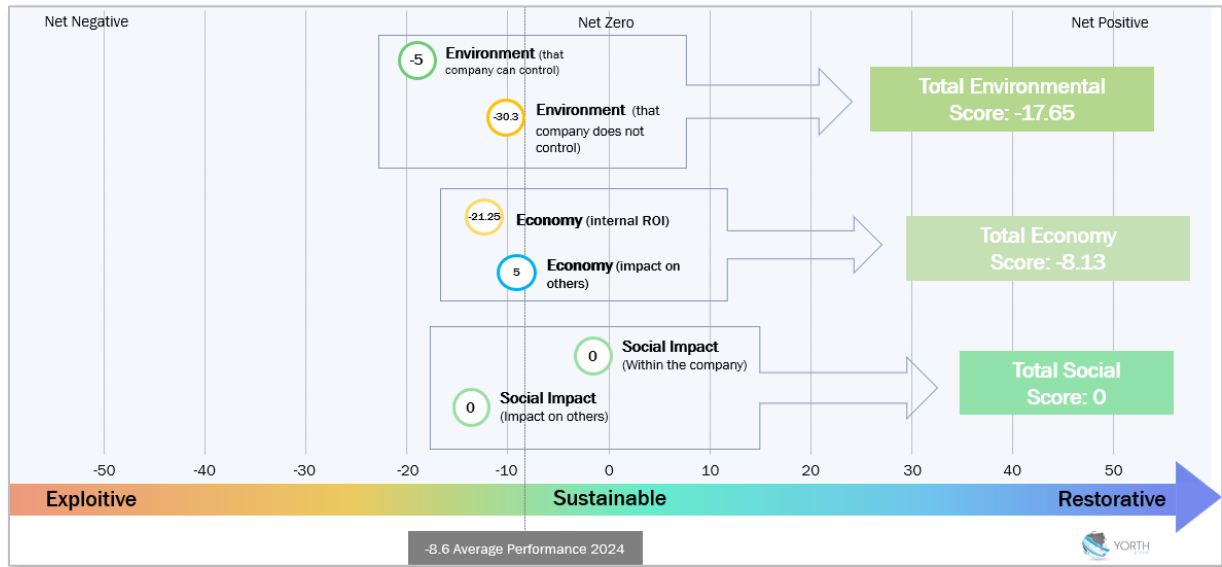 Net Negative
Net Zero
Net Positive
-5
Environment (that
company can control)
-30.3
Environment (that
company does not
control)
Total Environmental
Score: -17.65
-21.25
Economy (internal ROI)
5
Economy (impact on
others)
Total Economy
Score: -8.13
0
Social Impact
(Within the company)
0
Social Impact
(Impact on others)
Total Social
Score: 0
-50
-40
-20
-10
0
10
20
30
40
50
Exploitive
Sustainable
Restorative
-8.6 Average Performance 2024
YORTH